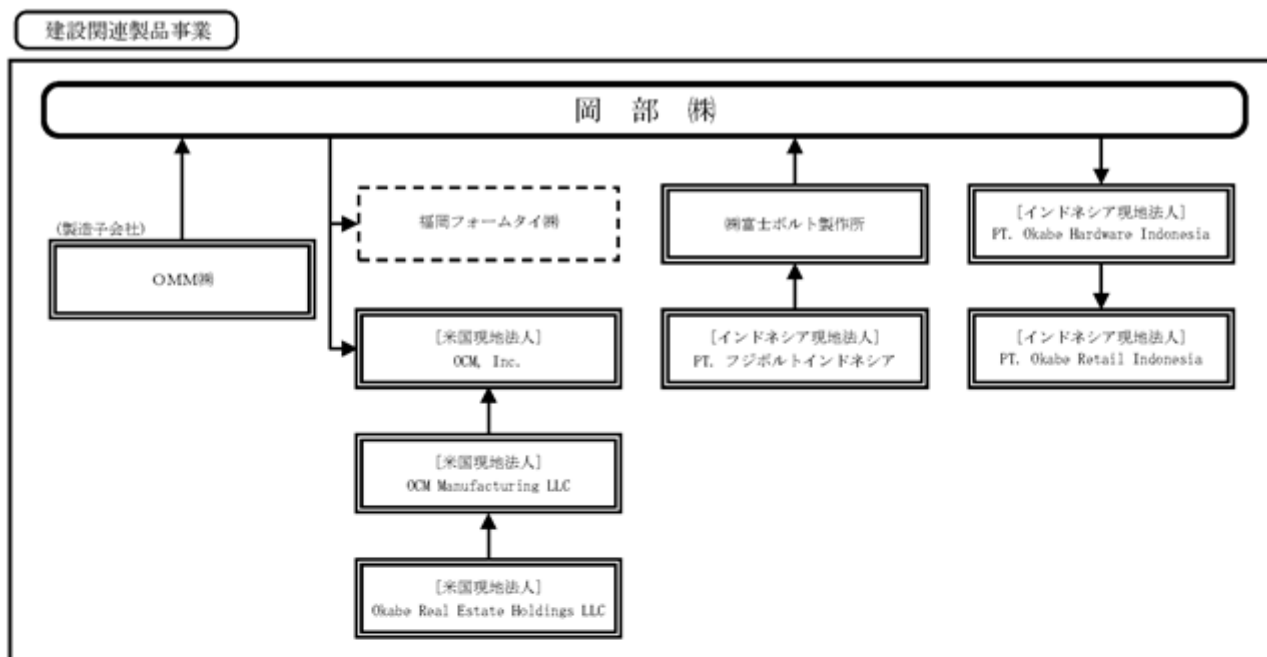 建設関連製品事業
岡 部 ㈱
(製造子会社)
OMM㈱
福岡フォームタイ㈱
[米国現地法人]
OCM, Inc.
[米国現地法人]
OCM Manufacturing LLC
[米国現地法人]
Okabe Real Estate Holdings LLC
㈱富士ボルト製作所
[インドネシア現地法人]
PT. フジボルトインドネシア
[インドネシア現地法人]
PT. Okabe Hardware Indonesia
[インドネシア現地法人]
PT. Okabe Retail Indonesia